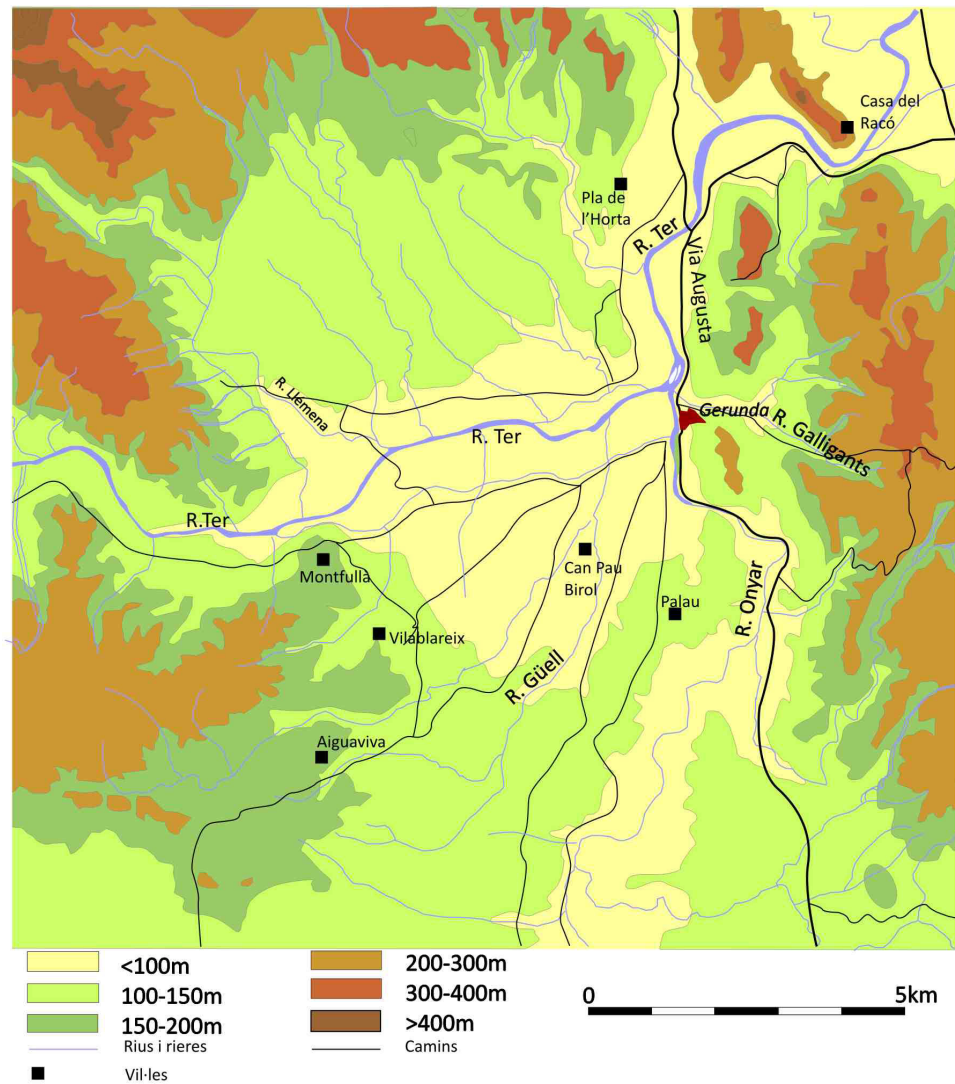 Casa del
Racó
Pla de
l'Horta
R. Ter
Via Augusta
R. Llemena
Gerunda
R. Galligants
R. Ter
R.Ter
Montfullà
Can Pau
Birol
Palau
R. Onyar
Vilablareix
R. Güell
Aiguaviva
<100m
200-300m
0
5km
100-150m
300-400m
150-200m
>400m
Rius i rieres
Camins
Vil·les